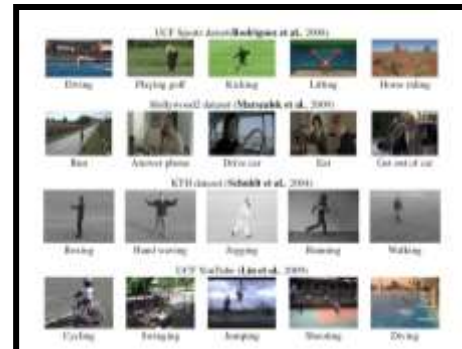 UCF Sports dataset (Rodriguez et al., 2008)
Diving Playing golf Kicking Lifting Horse riding
Hollywood2 dataset (Marszalek et al., 2009)
Run Answer phone Drive car Eat Get out of car
KTH dataset (Schuldt et al., 2004)
Boxing Hand waving Jogging Running Walking
UCF YouTube (Liu et al., 2009)
Cycling Swinging Jumping Shooting Diving